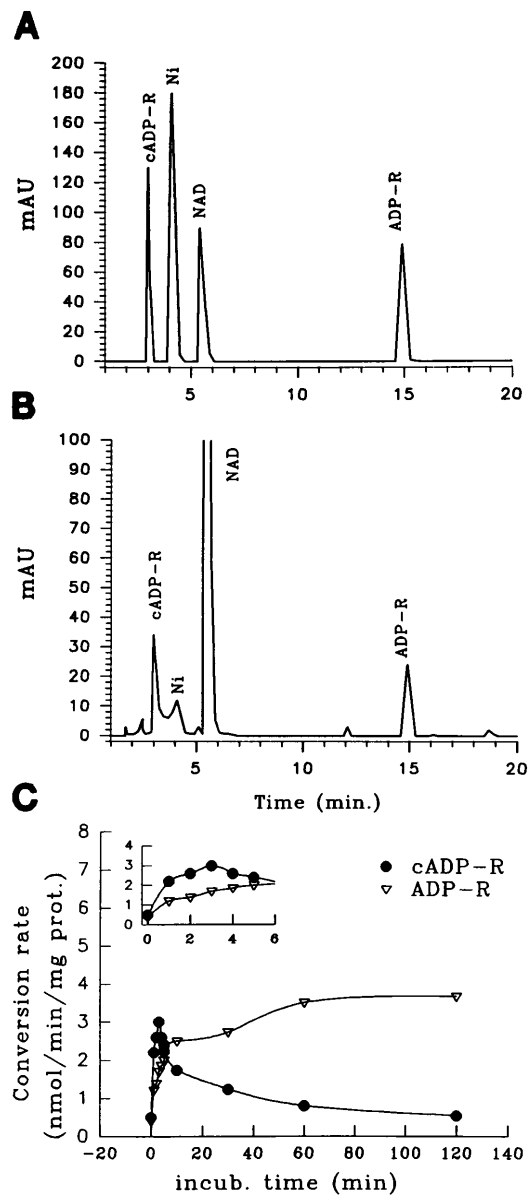 A
200
180
160
140
120
100
80
60
40
20
0
mAU
cADP-R
Ni
NAD
ADP-R
5
10
15
20
B
100
90
80
70
60
50
40
30
20
10
0
mAU
cADP-R
Ni
NAD
ADP-R
5
10
15
20
Time (min.)
C
8
7
6
5
4
3
2
1
0
Conversion rate
(nmol/min/mg prot.)
4
3
2
1
0
0 2 4 6
cADP-R
ADP-R
-20 0 20 40 60 80 100 120 140
incub. time (min)